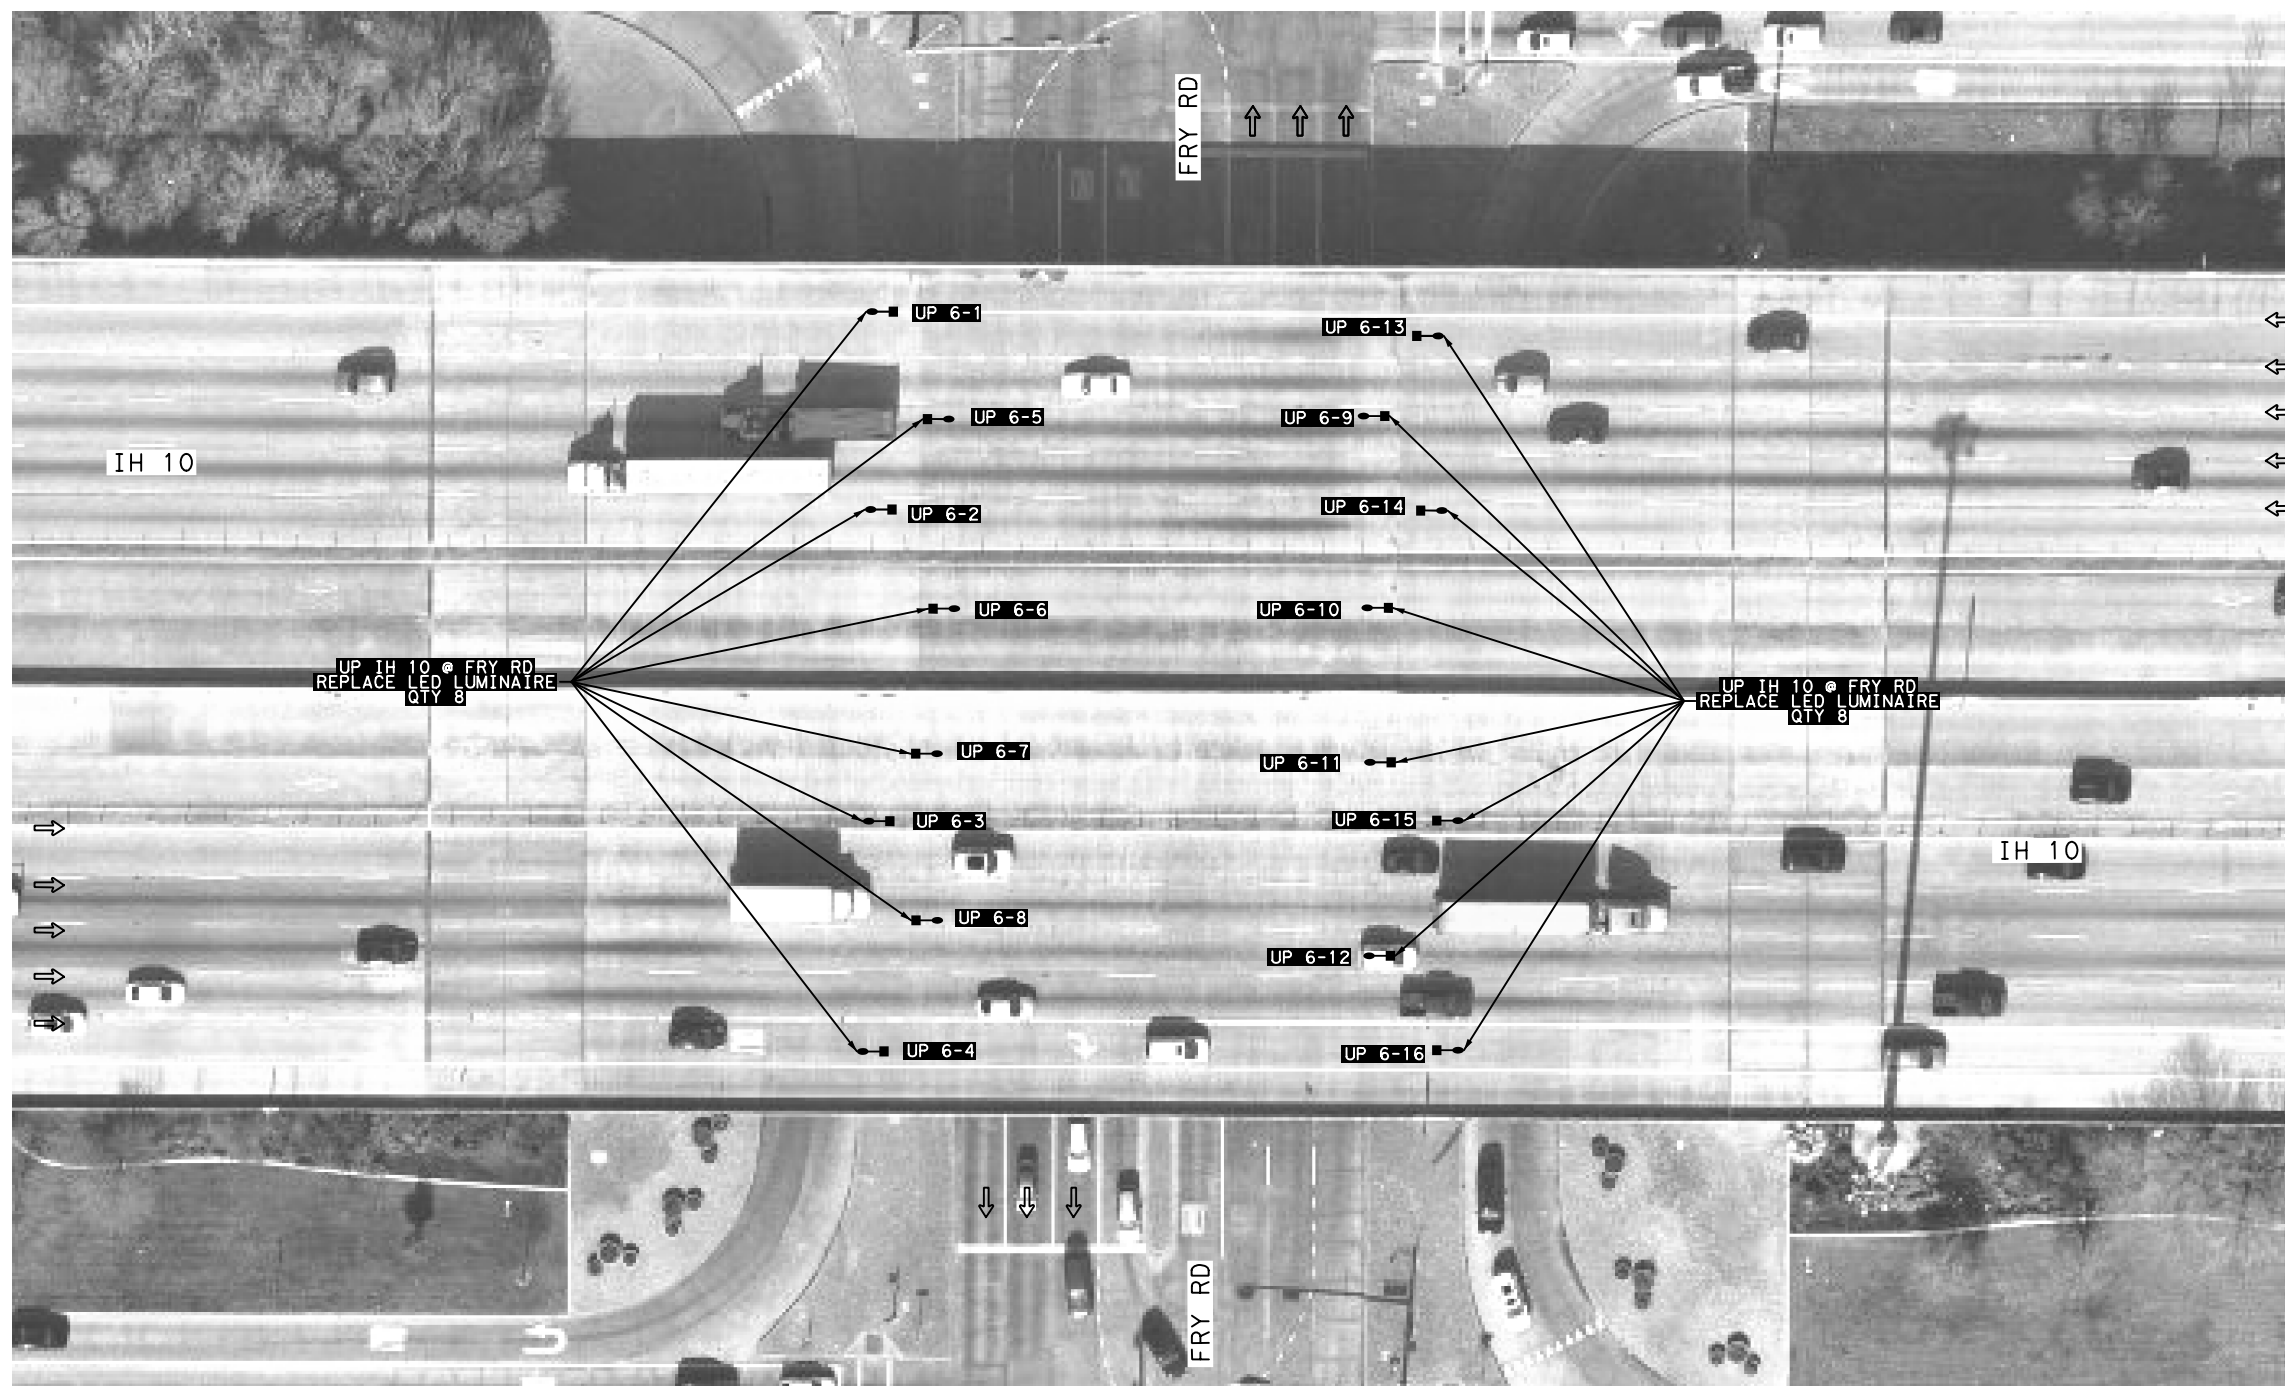 FRY RD
UP 6-1
UP 6-13
UP 6-5
UP 6-9
IH 10
UP 6-2
UP 6-14
UP 6-6
UP 6-10
UP IH 10 @ FRY RD
REPLACE LED LUMINAIRE
QTY 8
UP IH 10 @ FRY RD
REPLACE LED LUMINAIRE
QTY 8
UP 6-7
UP 6-11
UP 6-3
UP 6-15
IH 10
UP 6-8
UP 6-12
UP 6-4
UP 6-16
FRY RD